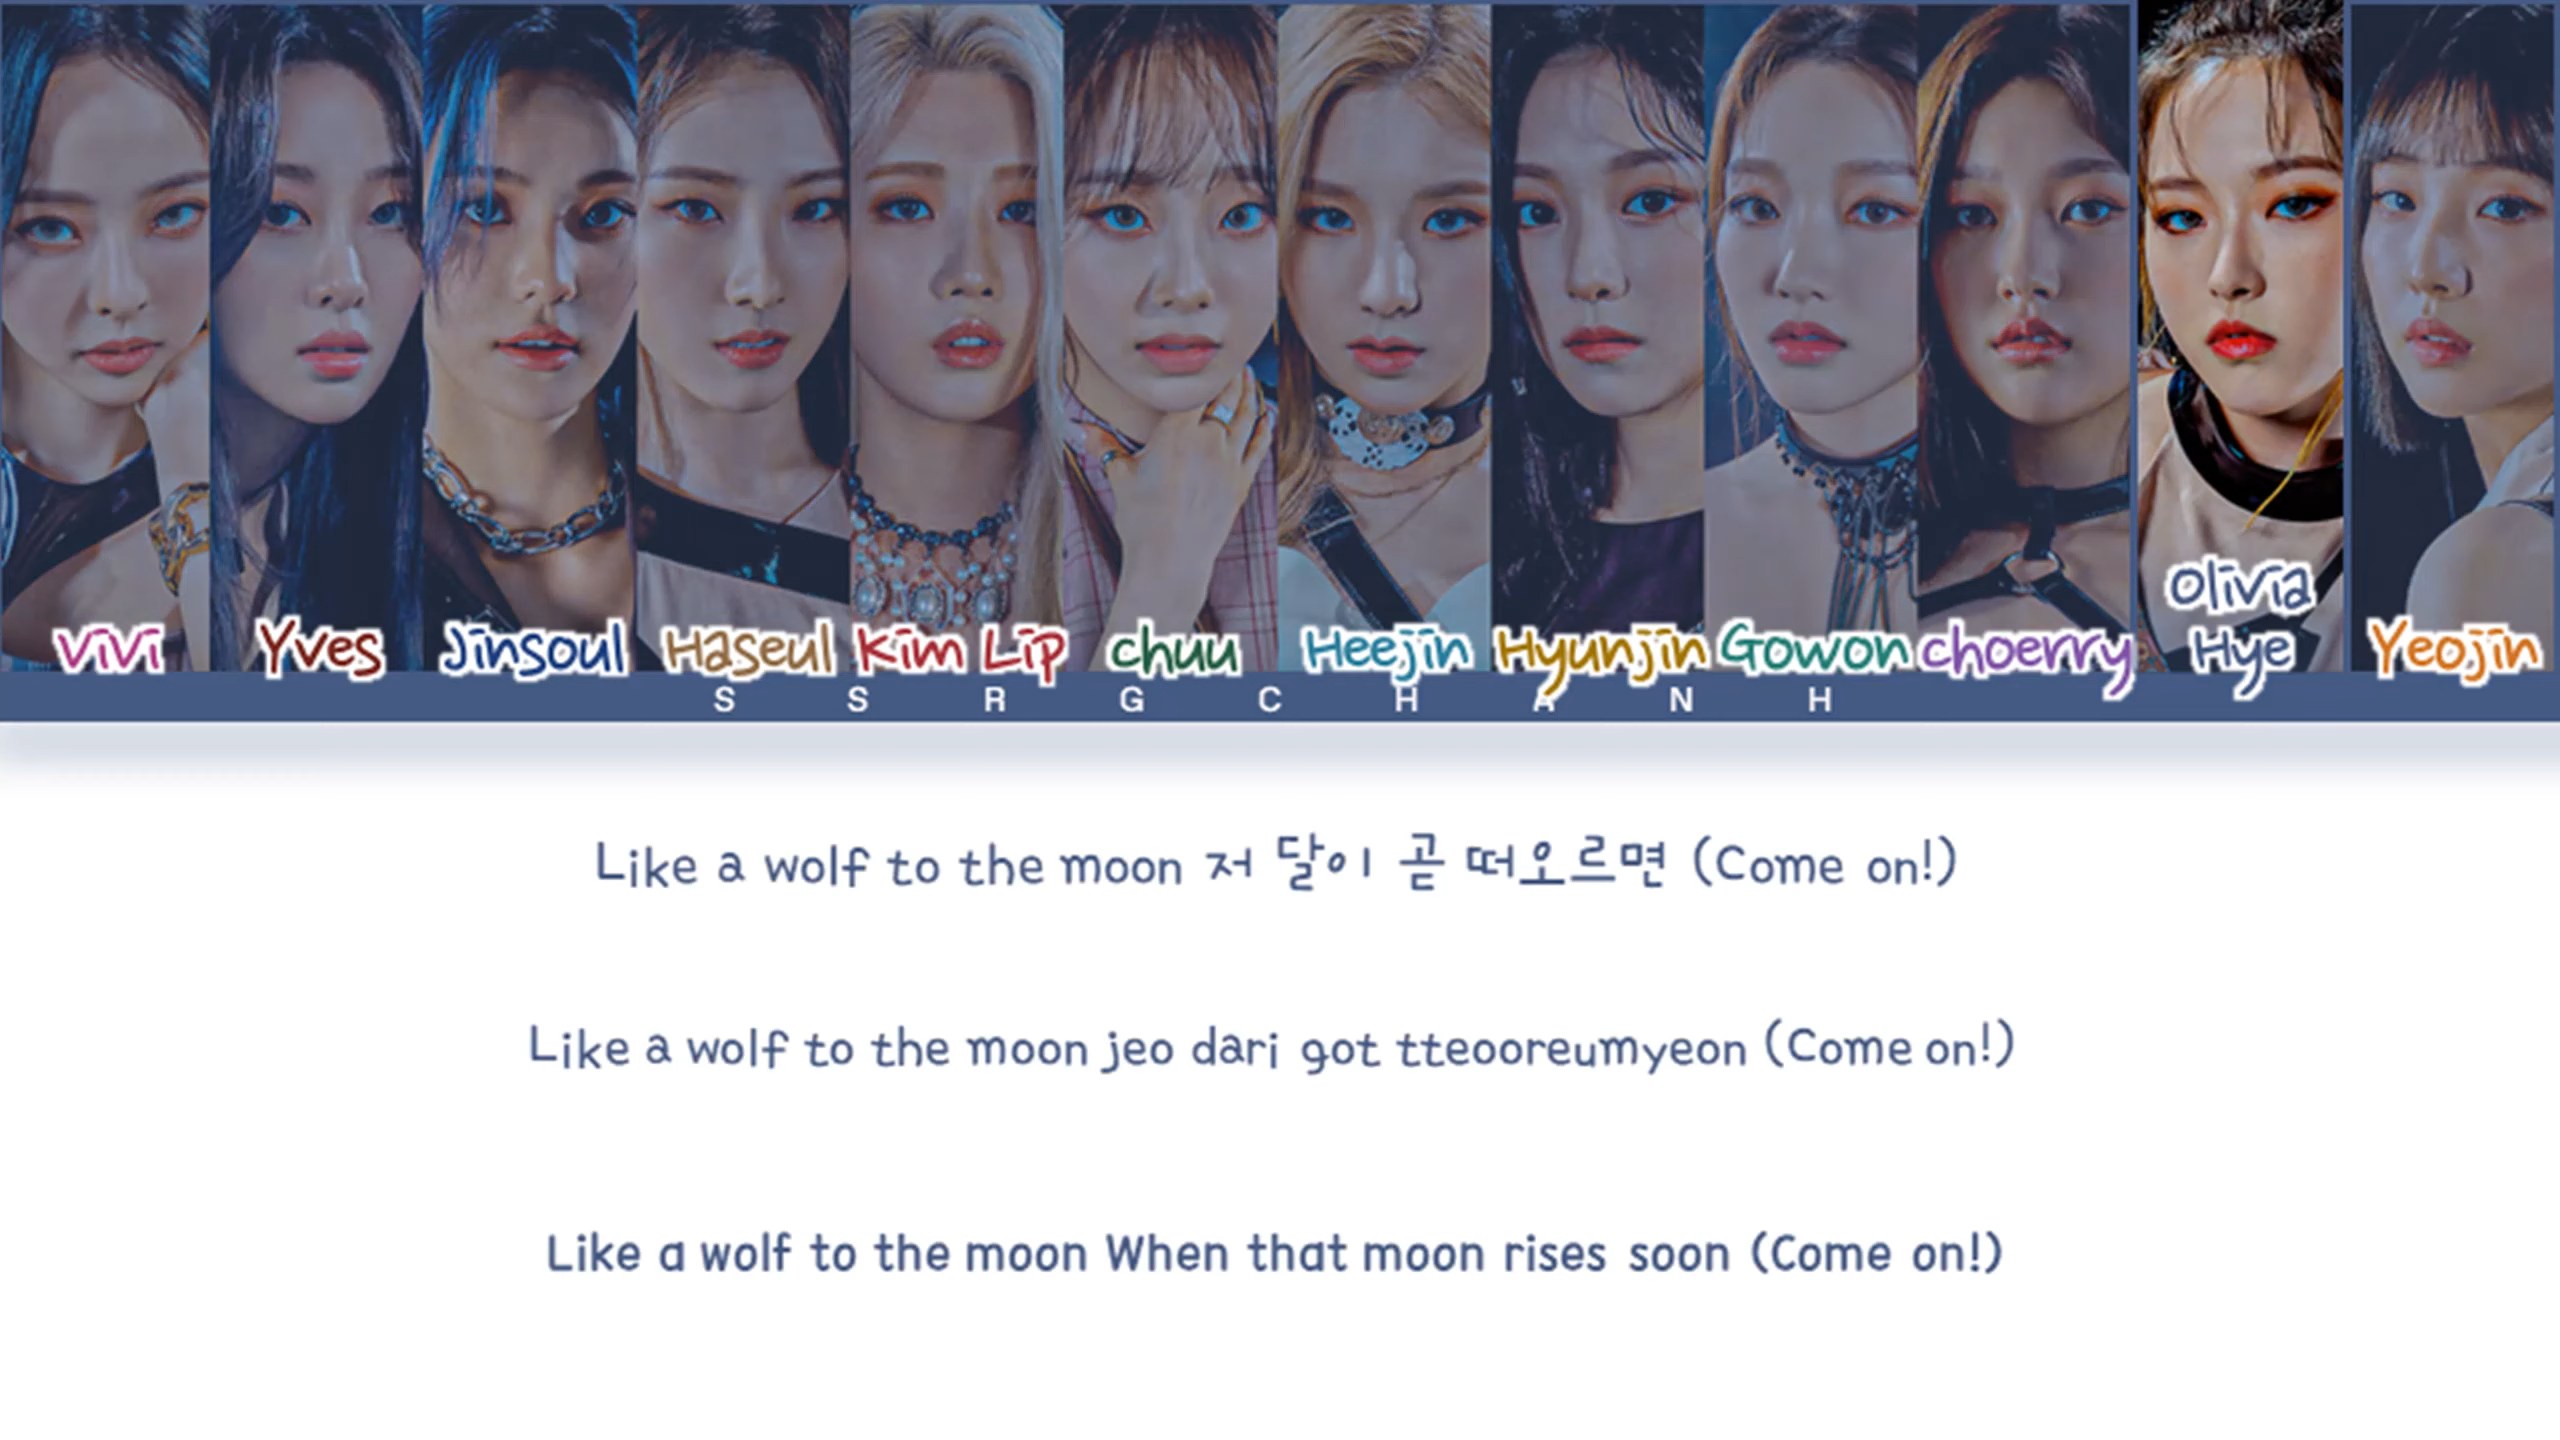 ViVi Yves Jinsoul Haseul Kim Lip chuu Heejin Hyunjin Gowon choerry Olivia Hye Yeojin
S S R G C H A N H
Like a wolf to the moon 저 달이 곧 떠오르면 (Come on!)
Like a wolf to the moon jeo dari got tteooreumyeon (Come on!)
Like a wolf to the moon When that moon rises soon (Come on!)